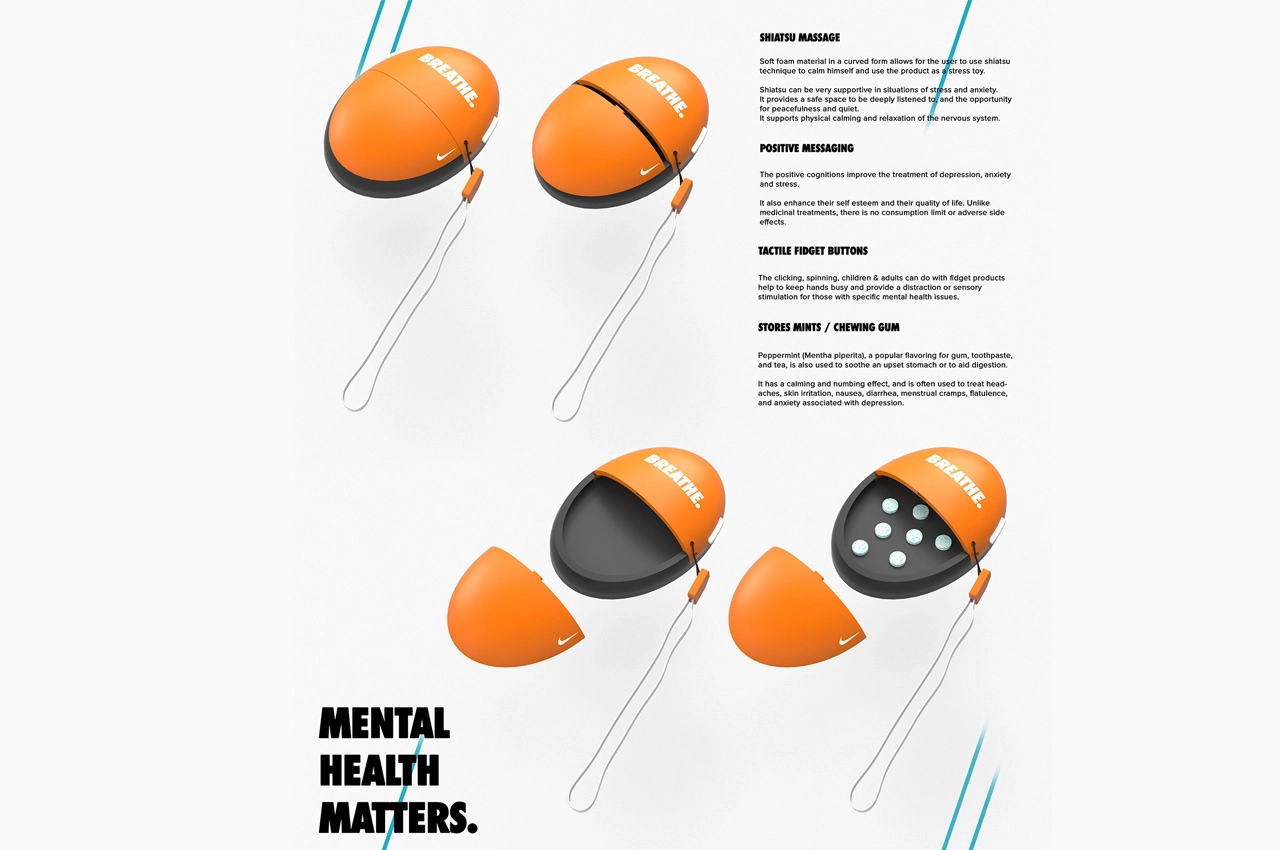 BREATHE.
BREATHE.
SHIATSU MASSAGE
Soft foam material in a curved form allows for the user to use shiatsu
technique to calm himself and use the product as a stress toy.
Shiatsu can be very supportive in situations of stress and anxiety.
It provides a safe space to be deeply listened to, and the opportunity
for peacefulness and quiet.
It supports physical calming and relaxation of the nervous system.
POSITIVE MESSAGING
The positive cognitions improve the treatment of depression, anxiety
and stress.
It also enhance their self esteem and their quality of life. Unlike
medicinal treatments, there is no consumption limit or adverse side
effects.
TACTILE FIDGET BUTTONS
The clicking, spinning, children & adults can do with fidget products
help to keep hands busy and provide a distraction or sensory
stimulation for those with specific mental health issues.
STORES MINTS / CHEWING GUM
Peppermint (Mentha piperita), a popular flavoring for gum, toothpaste,
and tea, is also used to soothe an upset stomach or to aid digestion.
It has a calming and numbing effect, and is often used to treat head-
aches, skin irritation, nausea, diarrhea, menstrual cramps, flatulence,
and anxiety associated with depression.
BREATHE.
BREATHE.
MENTAL
HEALTH
MATTERS.